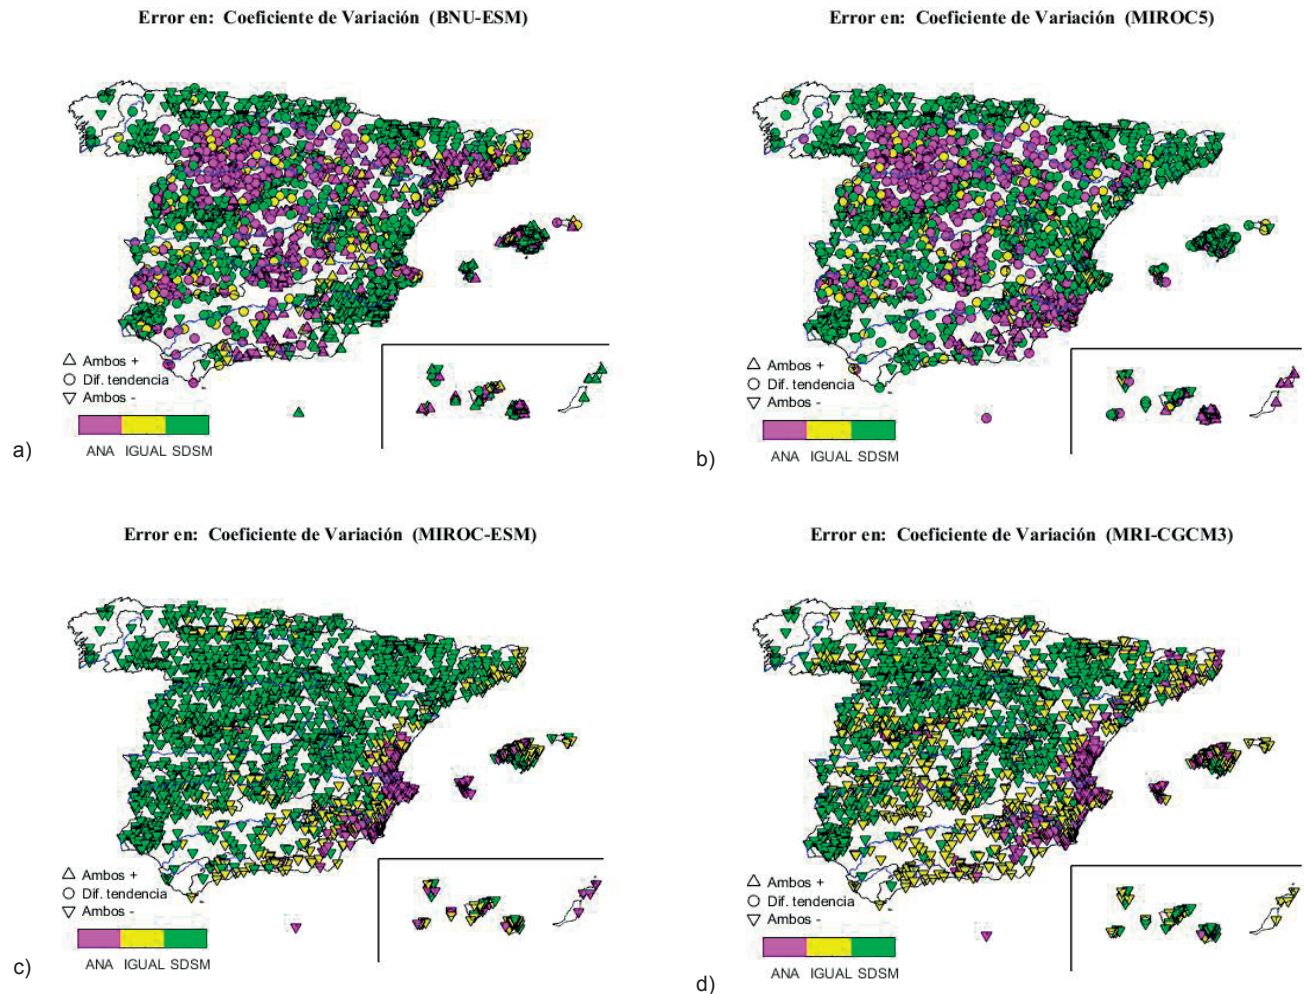 Error en: Coeficiente de Variación (BNU-ESM)
Ambos +
Dif. tendencia
Ambos -
ANA IGUAL SDSM
a)
Error en: Coeficiente de Variación (MIROC5)
Ambos +
Dif. tendencia
Ambos -
ANA IGUAL SDSM
b)
Error en: Coeficiente de Variación (MIROC-ESM)
Ambos +
Dif. tendencia
Ambos -
ANA IGUAL SDSM
c)
Error en: Coeficiente de Variación (MRI-CGCM3)
Ambos +
Dif. tendencia
Ambos -
ANA IGUAL SDSM
d)